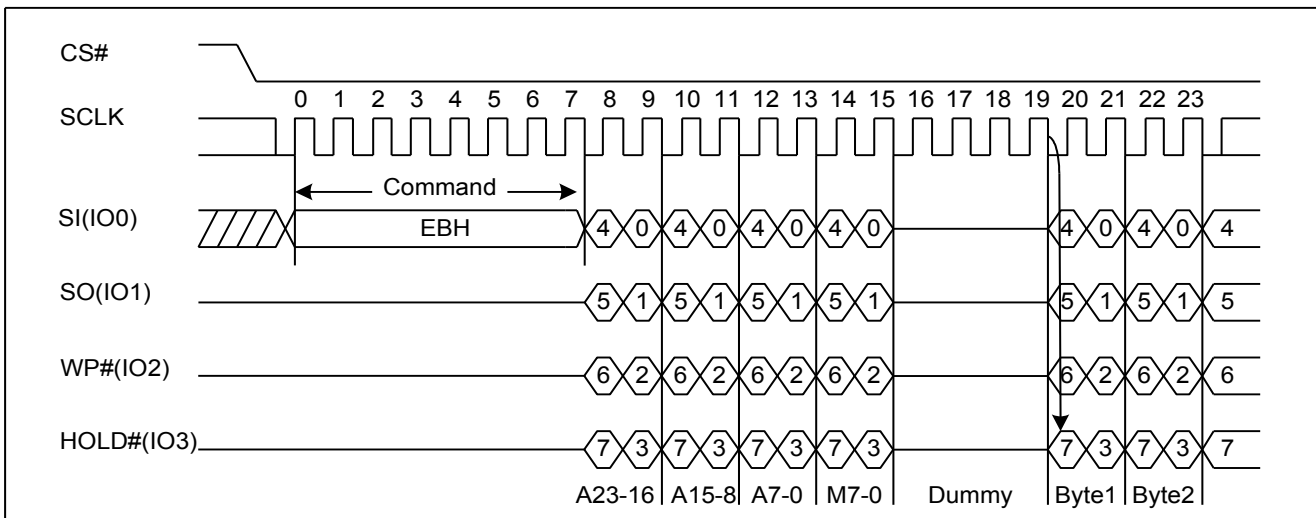 CS#
0 1 2 3 4 5 6 7 8 9 10 11 12 13 14 15 16 17 18 19 20 21 22 23
SCLK
Command
SI(IO0) EBH 4 0 4 0 4 0 4 0 4 0 4 0 4
SO(IO1) 5 1 5 1 5 1 5 1 5 1 5 1 5
WP#(IO2) 6 2 6 2 6 2 6 2 6 2 6 2 6
HOLD#(IO3) 7 3 7 3 7 3 7 3 7 3 7 3 7
A23-16 A15-8 A7-0 M7-0 Dummy Byte1 Byte2